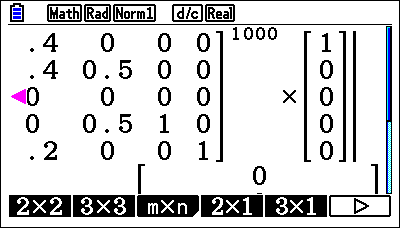 Math Rad Norm1 d/c Real
.4 0 0 0 1000 1
.4 0.5 0 0 0
0 0 0 0 × 0
0 0.5 1 0 0
.2 0 0 1 0
0
2×2 3×3 m×n 2×1 3×1